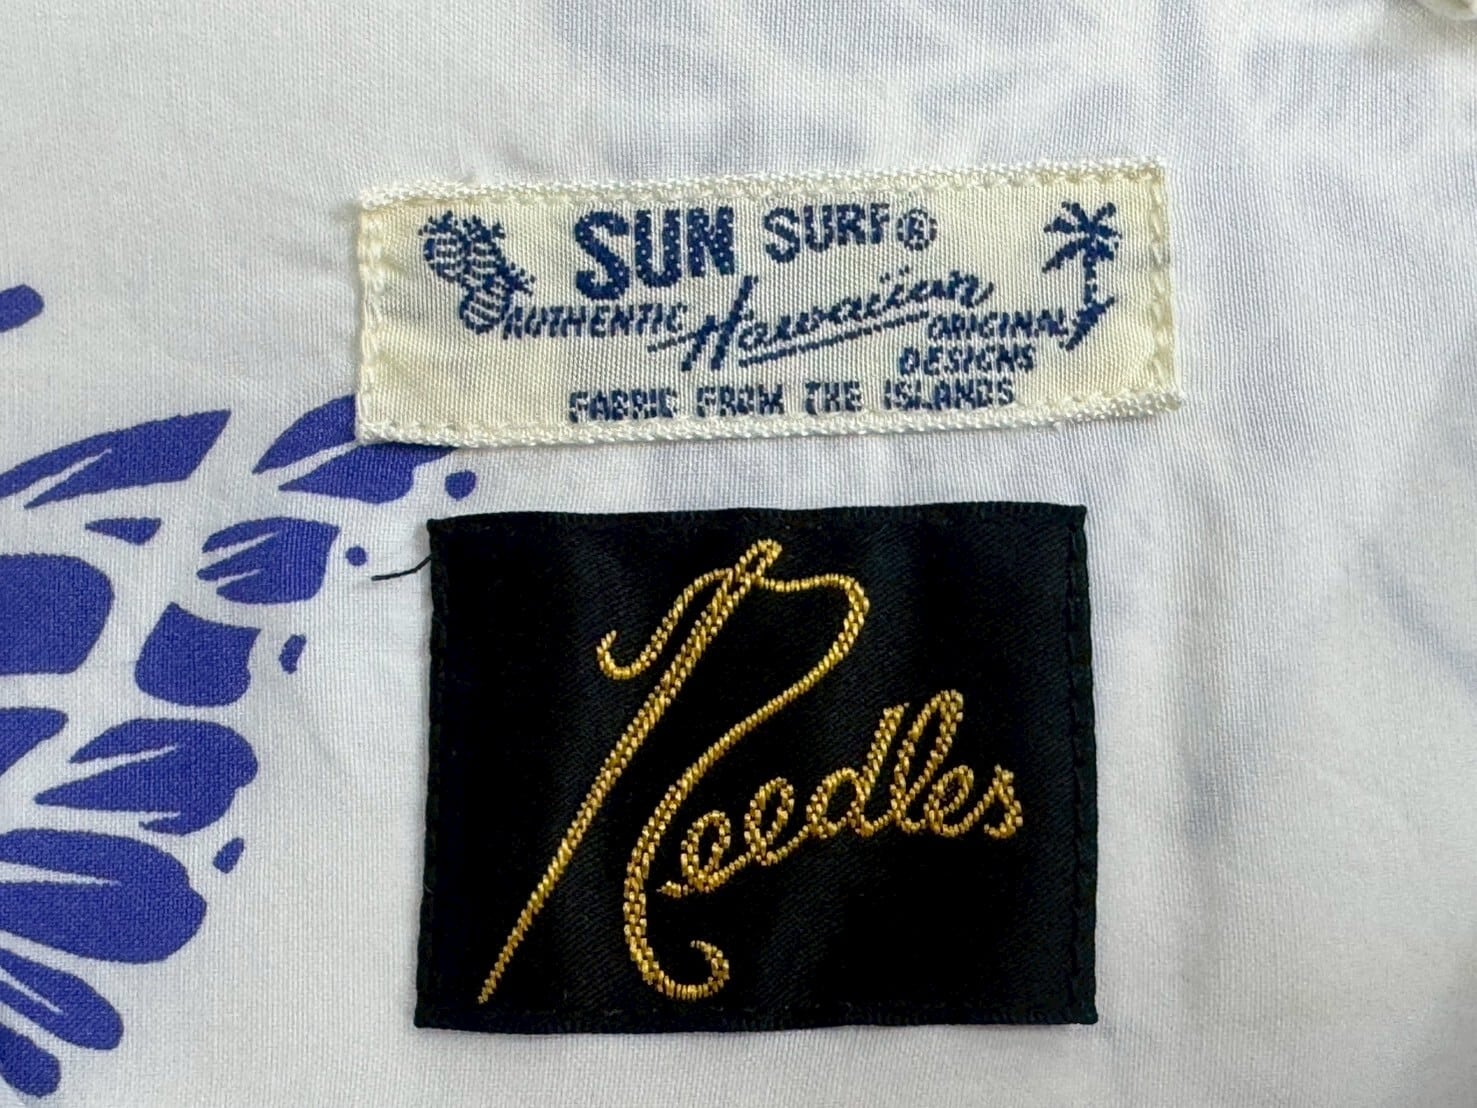 SUN SURF®
AUTHENTIC Hawaiian ORIGINAL
DESIGNS
FABRIC FROM THE ISLANDS
Needles